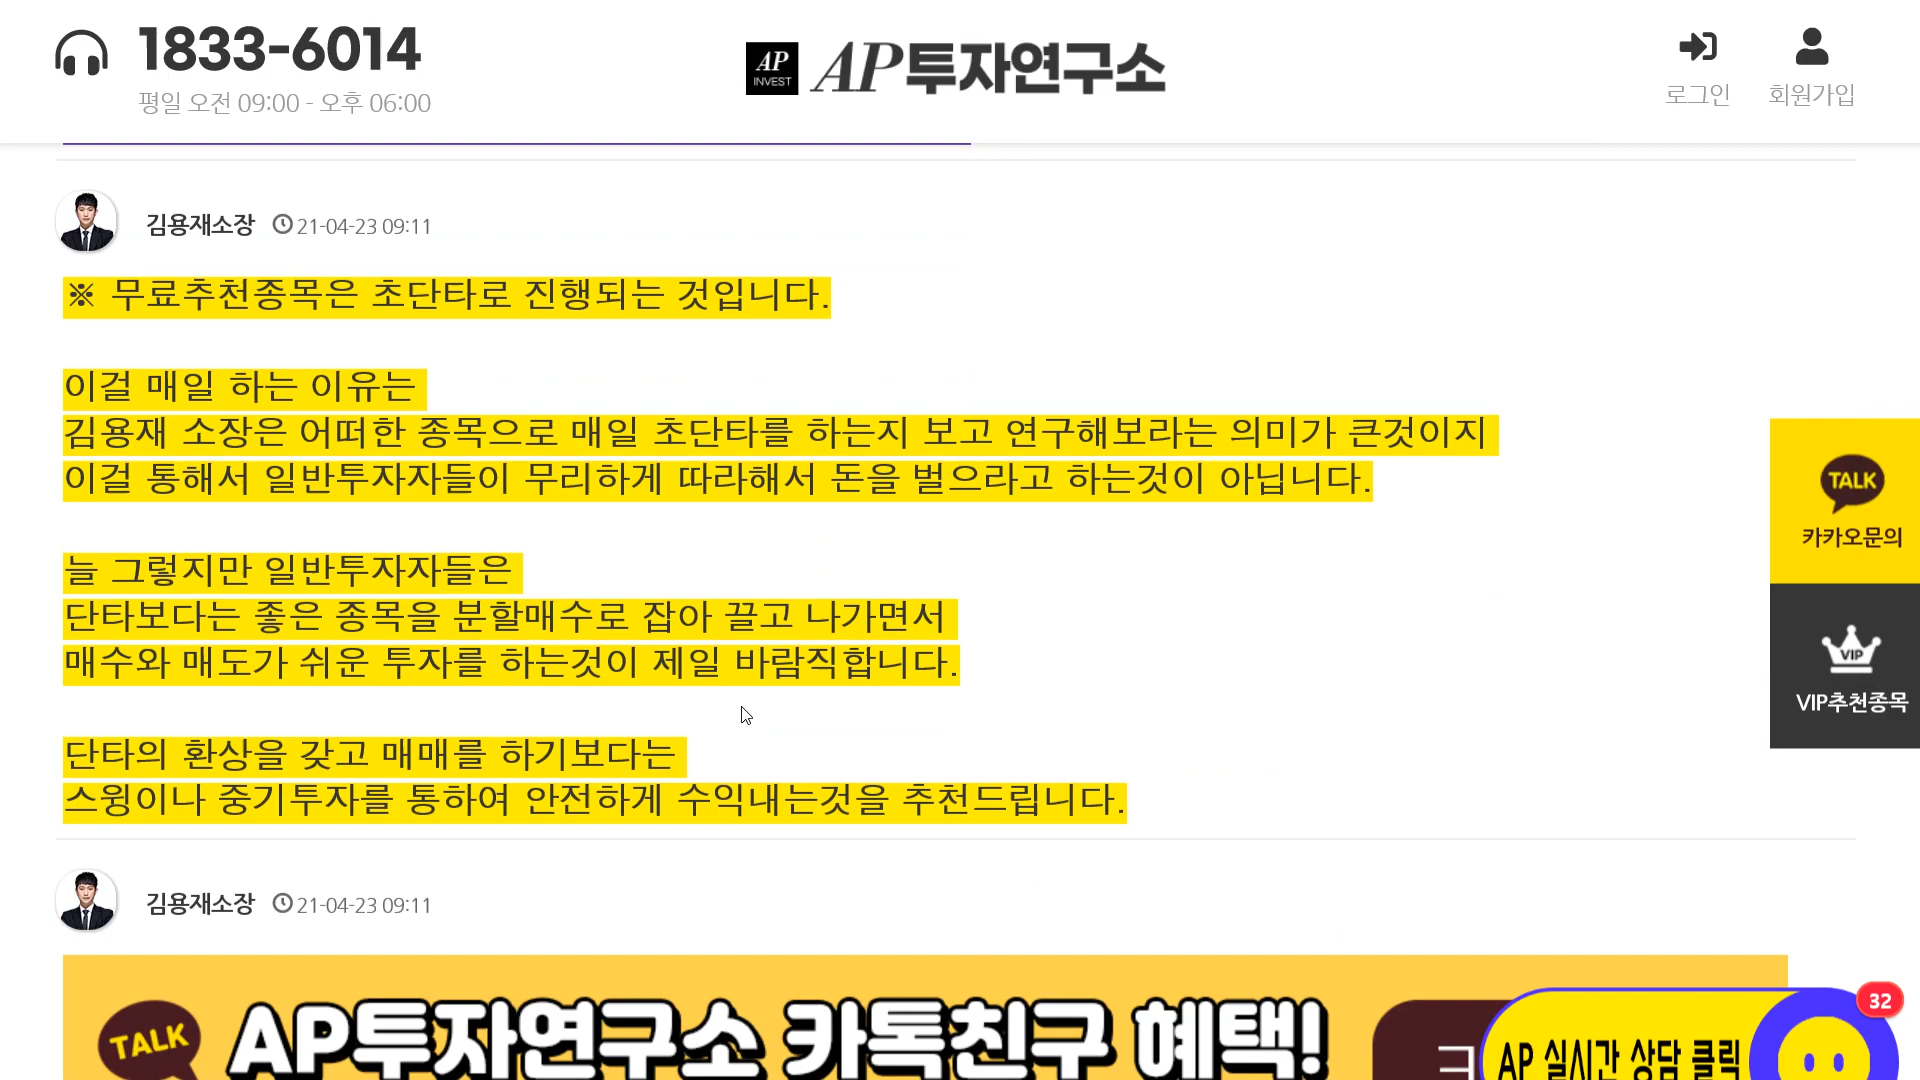 1833-6014
평일 오전 09:00 - 오후 06:00
AP
INVEST
AP투자연구소
로그인
회원가입
김용재소장 21-04-23 09:11
※ 무료추천종목은 초단타로 진행되는 것입니다.
이걸 매일 하는 이유는
김용재 소장은 어떠한 종목으로 매일 초단타를 하는지 보고 연구해보라는 의미가 큰것이지
이걸 통해서 일반투자자들이 무리하게 따라해서 돈을 벌으라고 하는것이 아닙니다.
늘 그렇지만 일반투자자들은
단타보다는 좋은 종목을 분할매수로 잡아 끌고 나가면서
매수와 매도가 쉬운 투자를 하는것이 제일 바람직합니다.
단타의 환상을 갖고 매매를 하기보다는
스윙이나 중기투자를 통하여 안전하게 수익내는것을 추천드립니다.
TALK
카카오문의
VIP
VIP추천종목
김용재소장 21-04-23 09:11
TALK
AP투자연구소 카톡친구 혜택!
AP 실시간 상담 클릭
32